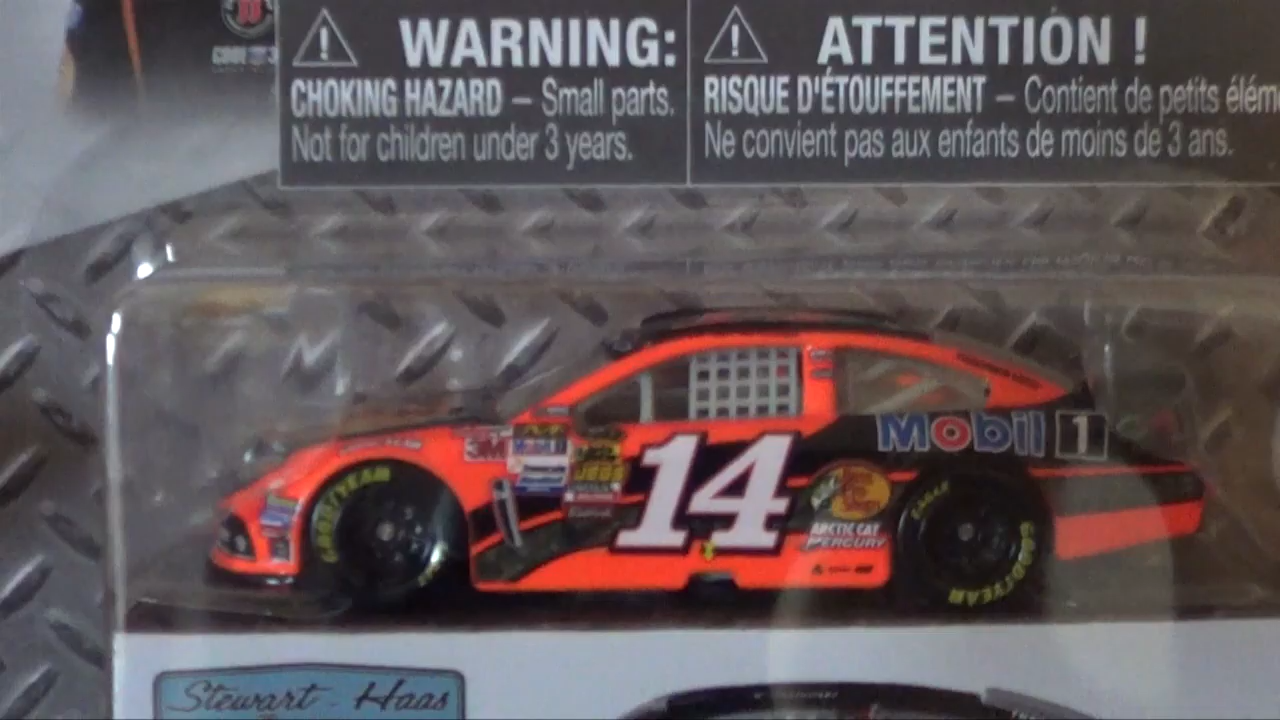 WARNING:
CHOKING HAZARD – Small parts.
Not for children under 3 years.
ATTENTION !
RISQUE D'ÉTOUFFEMENT – Contient de petits élém
Ne convient pas aux enfants de moins de 3 ans.
Mobil 1
3M
14
GOODYEAR
EAGLE
GOODYEAR
ARCTIC CAT
MERCURY
Stewart - Haas